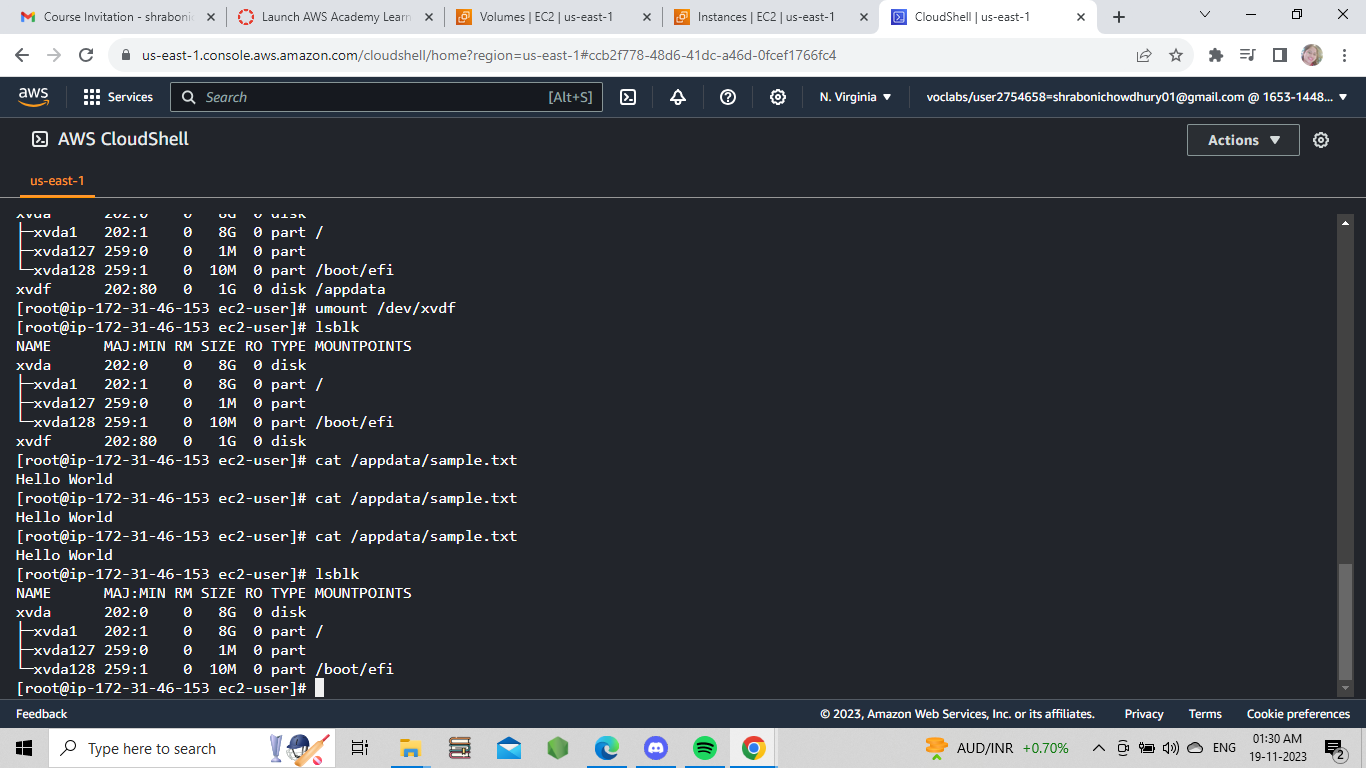 Course Invitation - shrabonic
Launch AWS Academy Learn
Volumes | EC2 | us-east-1
Instances | EC2 | us-east-1
CloudShell | us-east-1
us-east-1.console.aws.amazon.com/cloudshell/home?region=us-east-1#ccb2f778-48d6-41dc-a46d-0fcef1766fc4
aws
Services
Search [Alt+S]
N. Virginia
voclabs/user2754658=shrabonichowdhury01@gmail.com @ 1653-1448...
AWS CloudShell
Actions
us-east-1
xvda 202:0 0 8G 0 disk
├─xvda1 202:1 0 8G 0 part /
├─xvda127 259:0 0 1M 0 part
└─xvda128 259:1 0 10M 0 part /boot/efi
xvdf 202:80 0 1G 0 disk /appdata
[root@ip-172-31-46-153 ec2-user]# umount /dev/xvdf
[root@ip-172-31-46-153 ec2-user]# lsblk
NAME MAJ:MIN RM SIZE RO TYPE MOUNTPOINTS
xvda 202:0 0 8G 0 disk
├─xvda1 202:1 0 8G 0 part /
├─xvda127 259:0 0 1M 0 part
└─xvda128 259:1 0 10M 0 part /boot/efi
xvdf 202:80 0 1G 0 disk
[root@ip-172-31-46-153 ec2-user]# cat /appdata/sample.txt
Hello World
[root@ip-172-31-46-153 ec2-user]# cat /appdata/sample.txt
Hello World
[root@ip-172-31-46-153 ec2-user]# cat /appdata/sample.txt
Hello World
[root@ip-172-31-46-153 ec2-user]# lsblk
NAME MAJ:MIN RM SIZE RO TYPE MOUNTPOINTS
xvda 202:0 0 8G 0 disk
├─xvda1 202:1 0 8G 0 part /
├─xvda127 259:0 0 1M 0 part
└─xvda128 259:1 0 10M 0 part /boot/efi
[root@ip-172-31-46-153 ec2-user]#
Feedback
© 2023, Amazon Web Services, Inc. or its affiliates.
Privacy
Terms
Cookie preferences
Type here to search
AUD/INR +0.70%
ENG
01:30 AM
19-11-2023
2